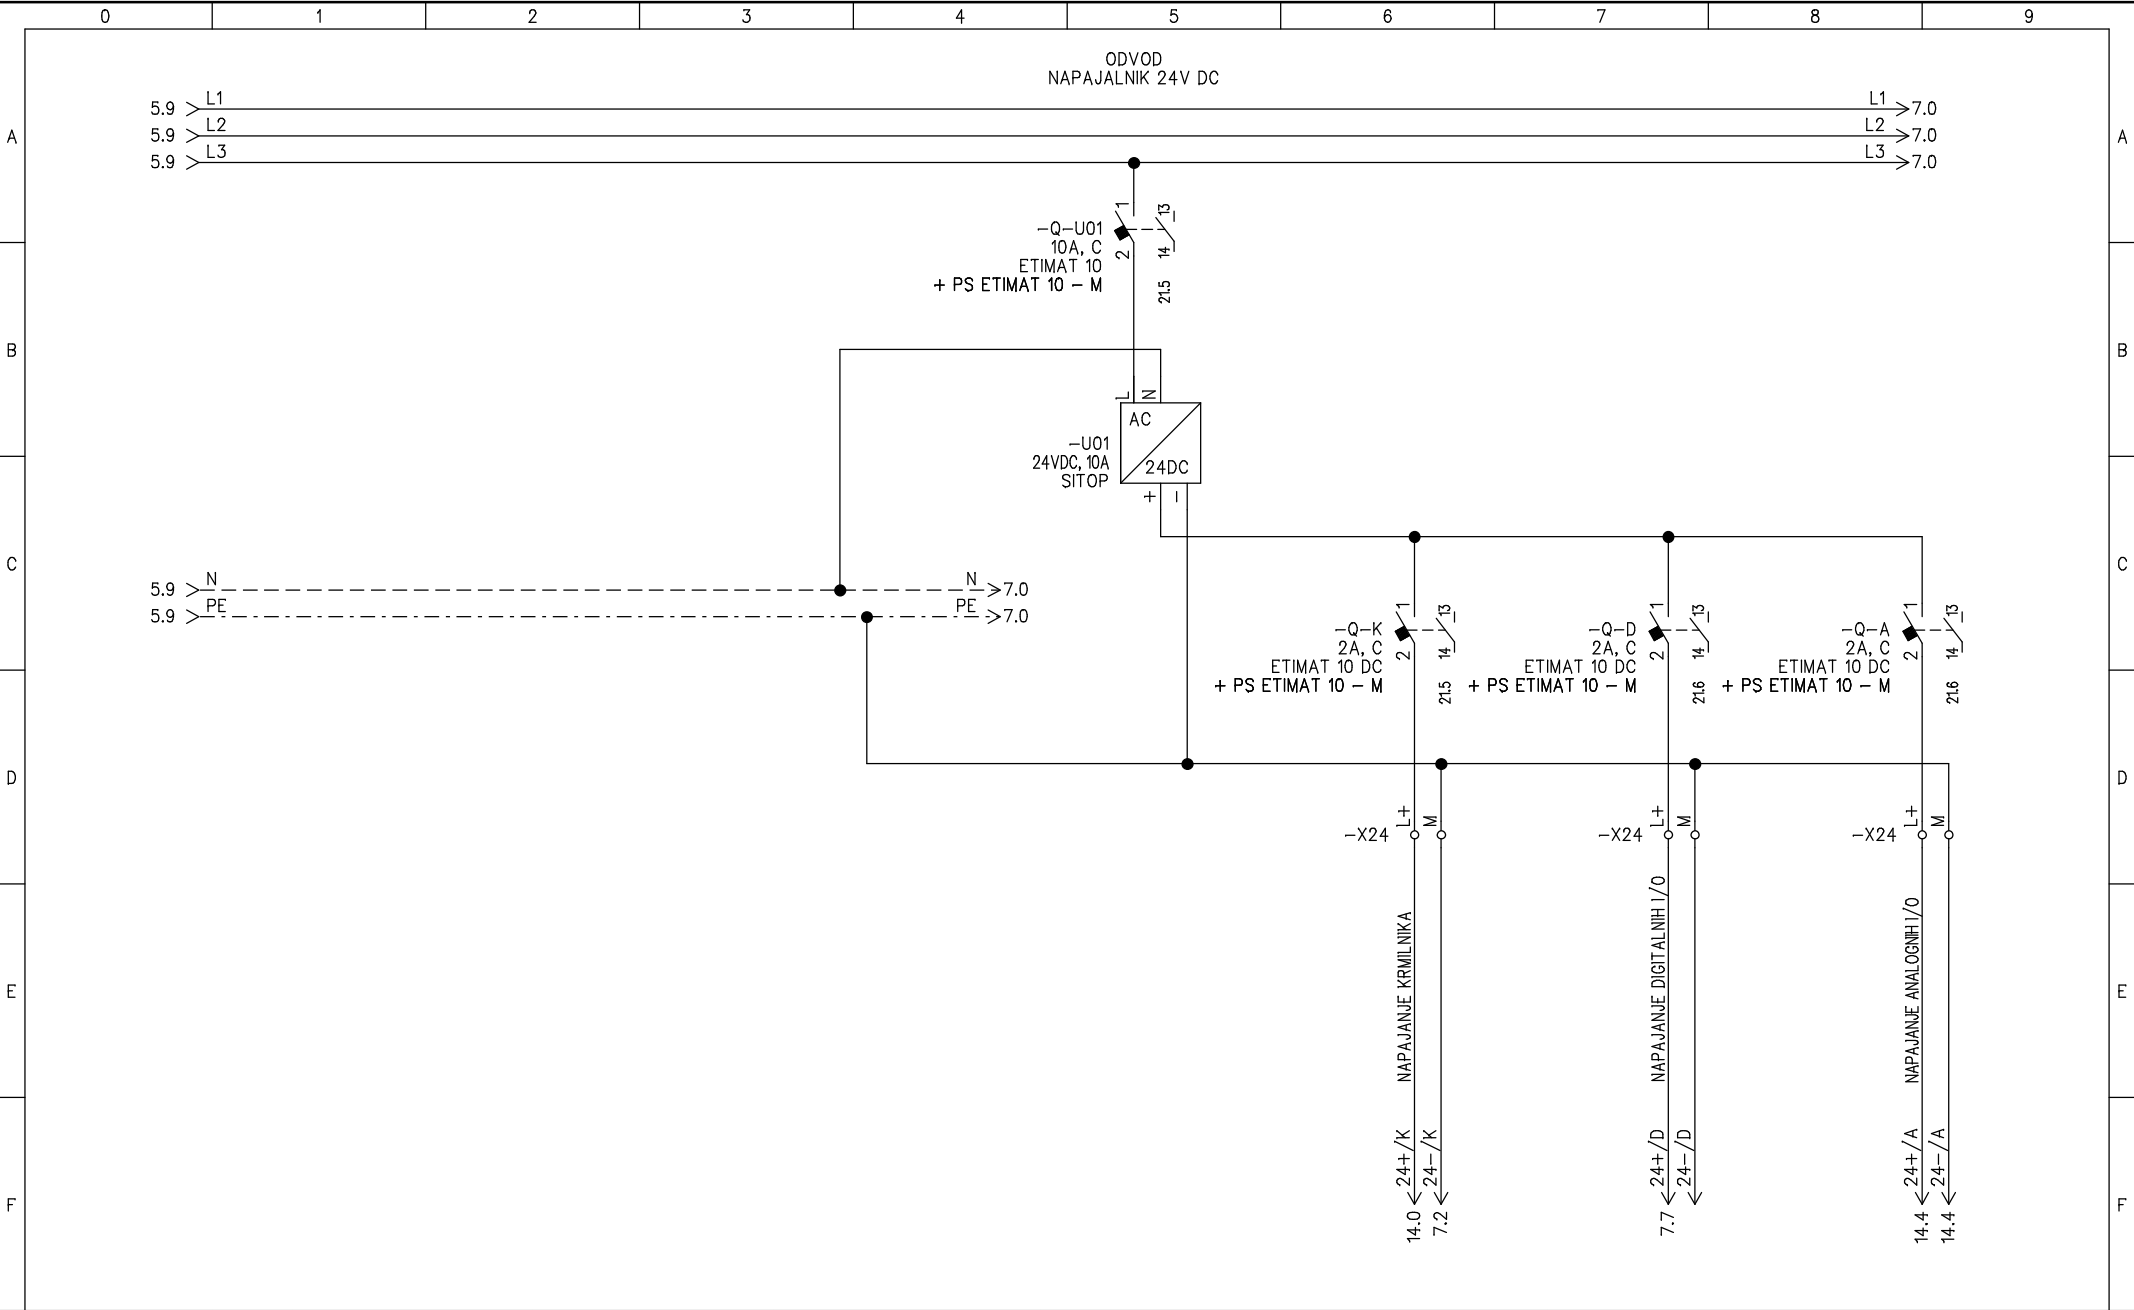 0 1 2 3 4 5 6 7 8 9
ODVOD
NAPAJALNIK 24V DC
5.9 L1 L1 7.0
5.9 L2 L2 7.0
A A
5.9 L3 L3 7.0
1 13
-Q-U01
10A, C
2 14
ETIMAT 10
+ PS ETIMAT 10 - M
21.5
B B
L N
AC
-U01
24VDC, 10A
24DC
SITOP
+ -
C C
5.9 N N 7.0
5.9 PE PE 7.0
1 13
-Q-K
2A, C
2 14
ETIMAT 10 DC
+ PS ETIMAT 10 - M
21.5
1 13
-Q-D
2A, C
2 14
ETIMAT 10 DC
+ PS ETIMAT 10 - M
21.6
1 13
-Q-A
2A, C
2 14
ETIMAT 10 DC
+ PS ETIMAT 10 - M
21.6
D D
-X24 L+ M
-X24 L+ M
-X24 L+ M
E E
NAPAJANJE KRMILNIKA
NAPAJANJE DIGITALNIH I/O
NAPAJANJE ANALOGNIH I/O
24+/K
24-/K
24+/D
24-/D
24+/A
24-/A
F F
14.0
7.2
7.7
14.4
14.4